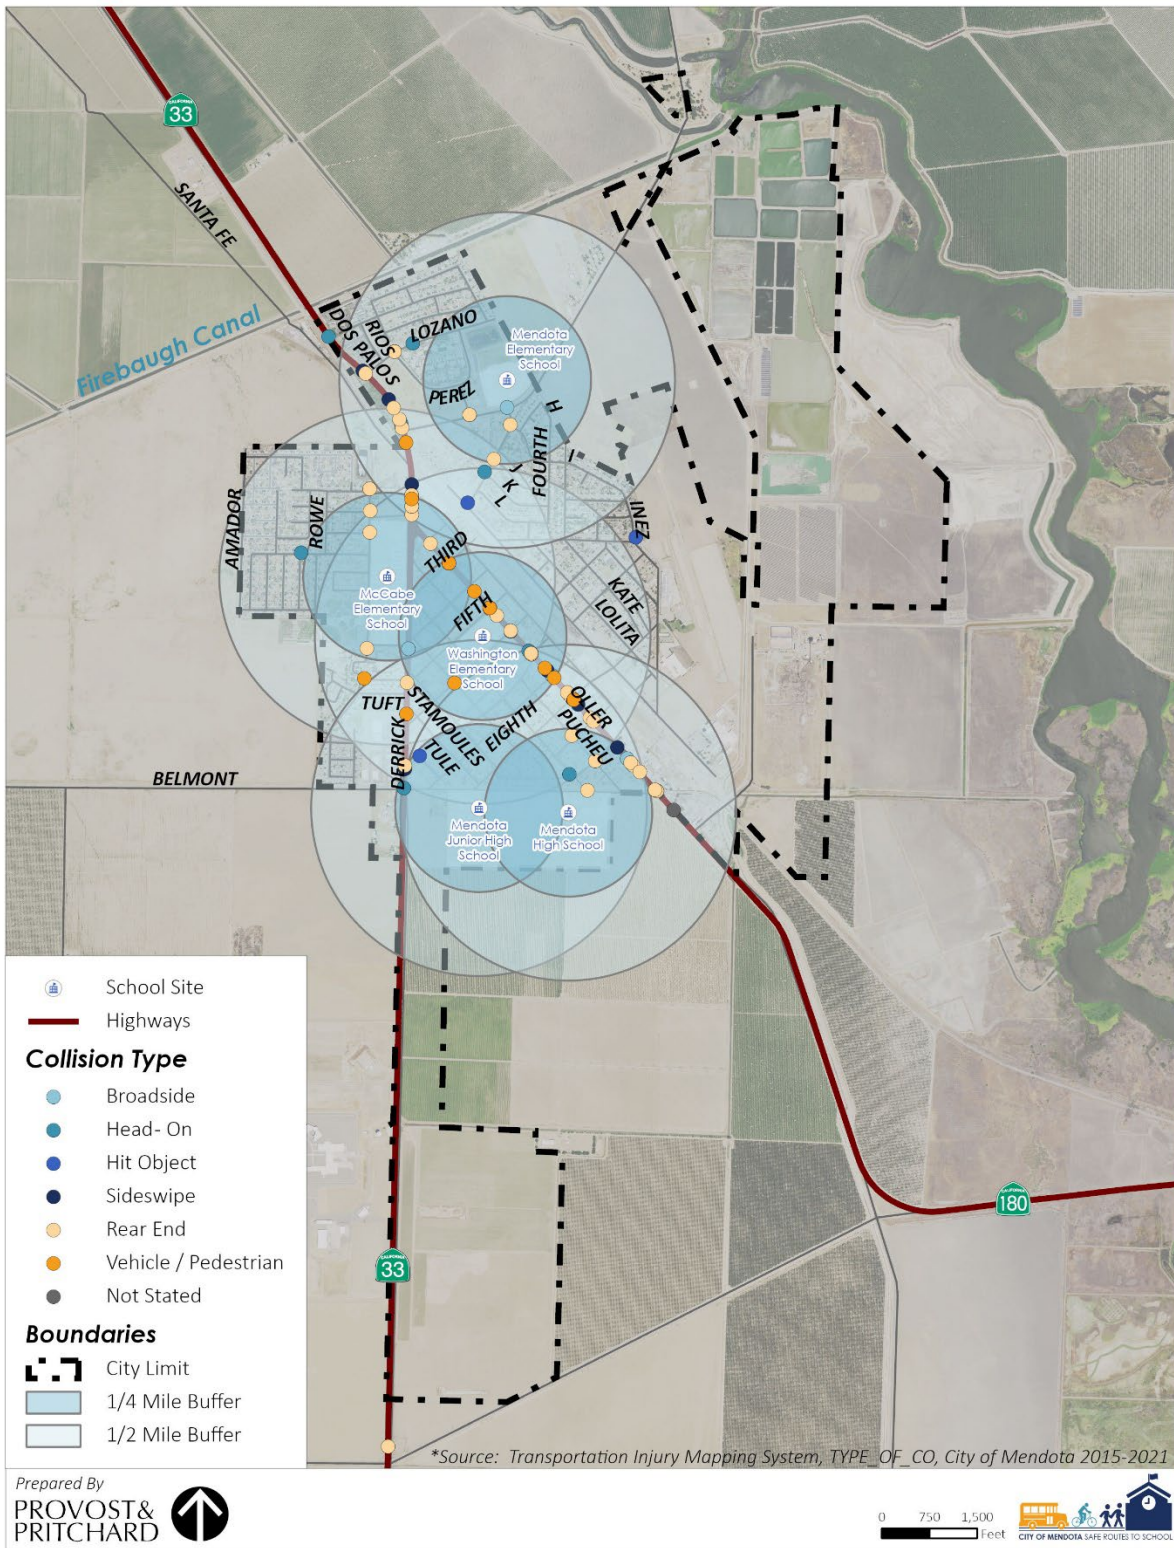 CALIFORNIA
33
SANTA FE
Firebaugh Canal
DOS PALOS
RIOS
LOZANO
PEREZ
Mendota
Elementary
School
H
I
J
K
L
FOURTH
INEZ
AMADOR
ROWE
THIRD
FIFTH
KATE
LOLITA
McCabe
Elementary
School
Washington
Elementary
School
TUFT
STAMOULES
TULE
EIGHTH
OLLER
PUCHEU
DERRICK
BELMONT
Mendota
Junior High
School
Mendota
High School
CALIFORNIA
180
CALIFORNIA
33
School Site
Highways
Collision Type
Broadside
Head- On
Hit Object
Sideswipe
Rear End
Vehicle / Pedestrian
Not Stated
Boundaries
City Limit
1/4 Mile Buffer
1/2 Mile Buffer
*Source: Transportation Injury Mapping System, TYPE_OF_CO, City of Mendota 2015-2021
Prepared By
PROVOST&
PRITCHARD
0 750 1,500
Feet
CITY OF MENDOTA SAFE ROUTES TO SCHOOL